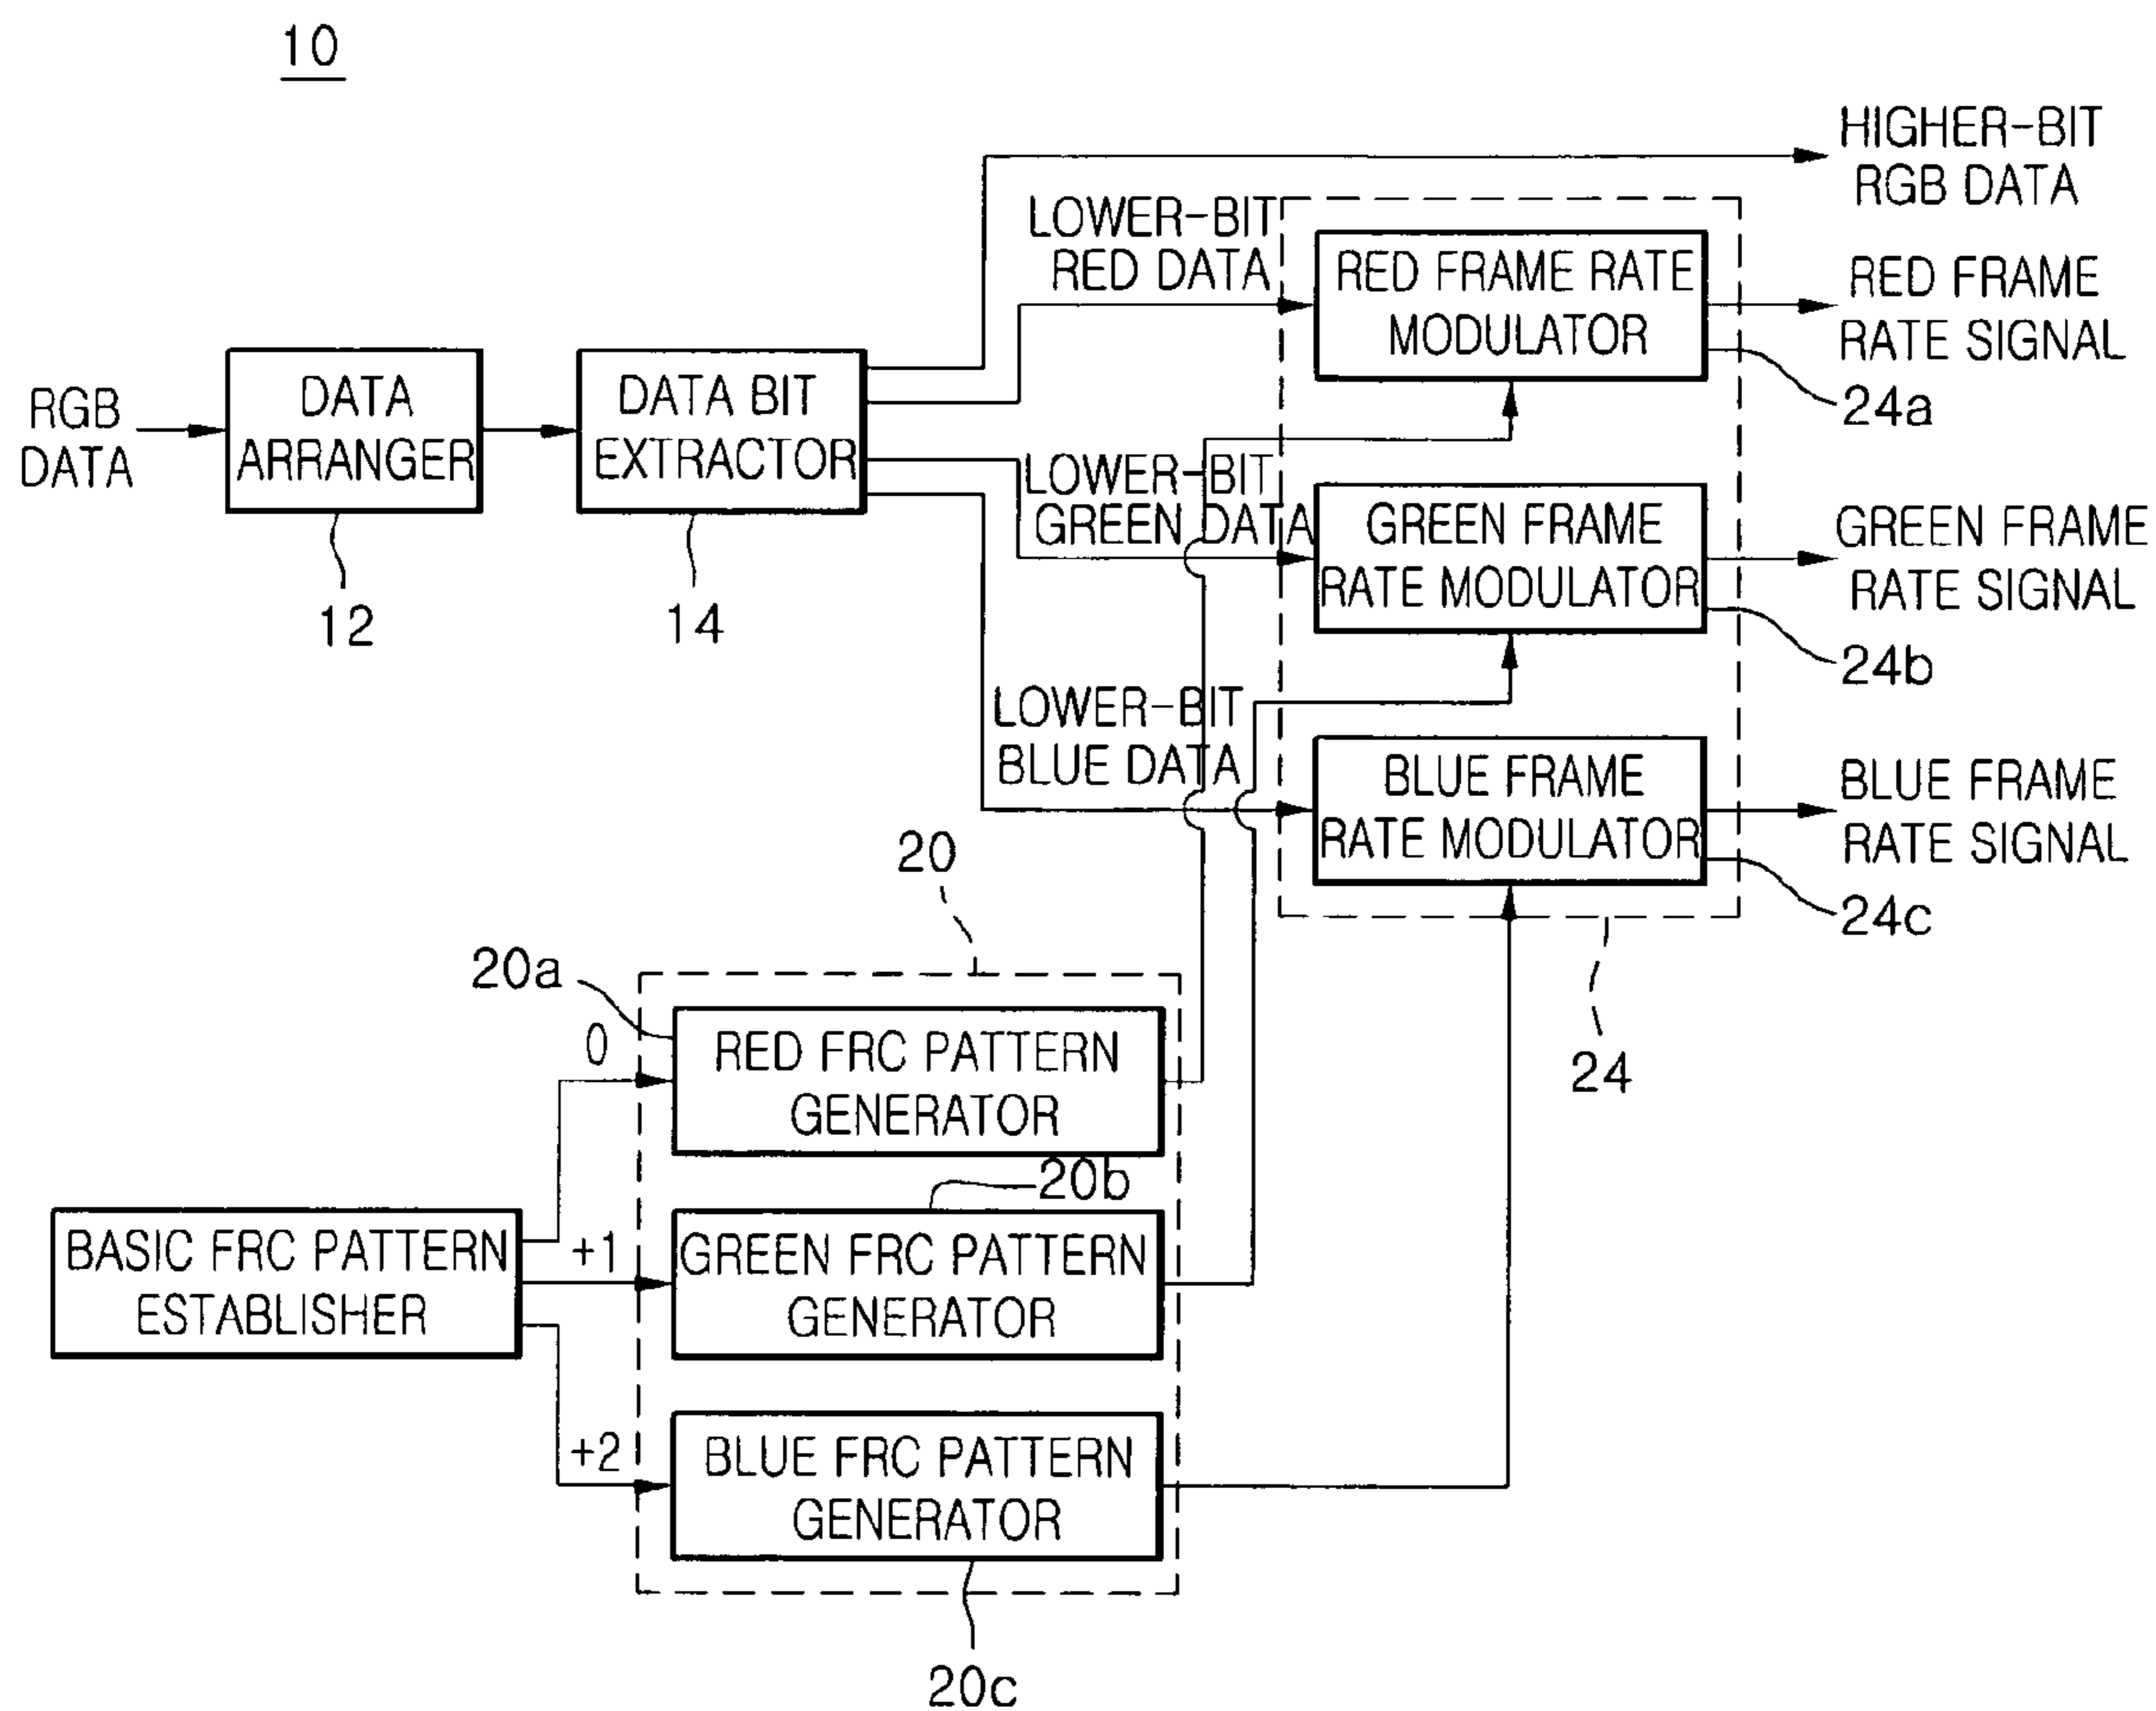 10
HIGHER-BIT
RGB DATA
LOWER-BIT
RED DATA
RED FRAME RATE
MODULATOR
RED FRAME
RATE SIGNAL
24a
RGB
DATA
DATA
ARRANGER
12
DATA BIT
EXTRACTOR
14
LOWER-BIT
GREEN DATA
GREEN FRAME
RATE MODULATOR
GREEN FRAME
RATE SIGNAL
24b
LOWER-BIT
BLUE DATA
BLUE FRAME
RATE MODULATOR
BLUE FRAME
RATE SIGNAL
24c
24
20
20a
0
RED FRC PATTERN
GENERATOR
20b
BASIC FRC PATTERN
ESTABLISHER
+1
GREEN FRC PATTERN
GENERATOR
+2
BLUE FRC PATTERN
GENERATOR
20c